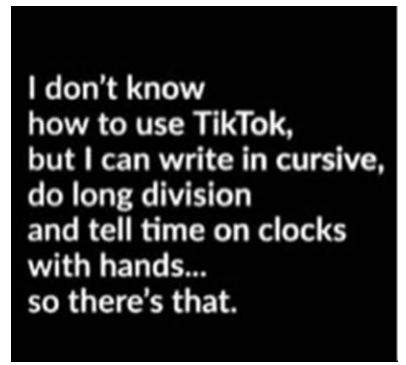 I don't know
how to use TikTok,
but I can write in cursive,
do long division
and tell time on clocks
with hands...
so there's that.